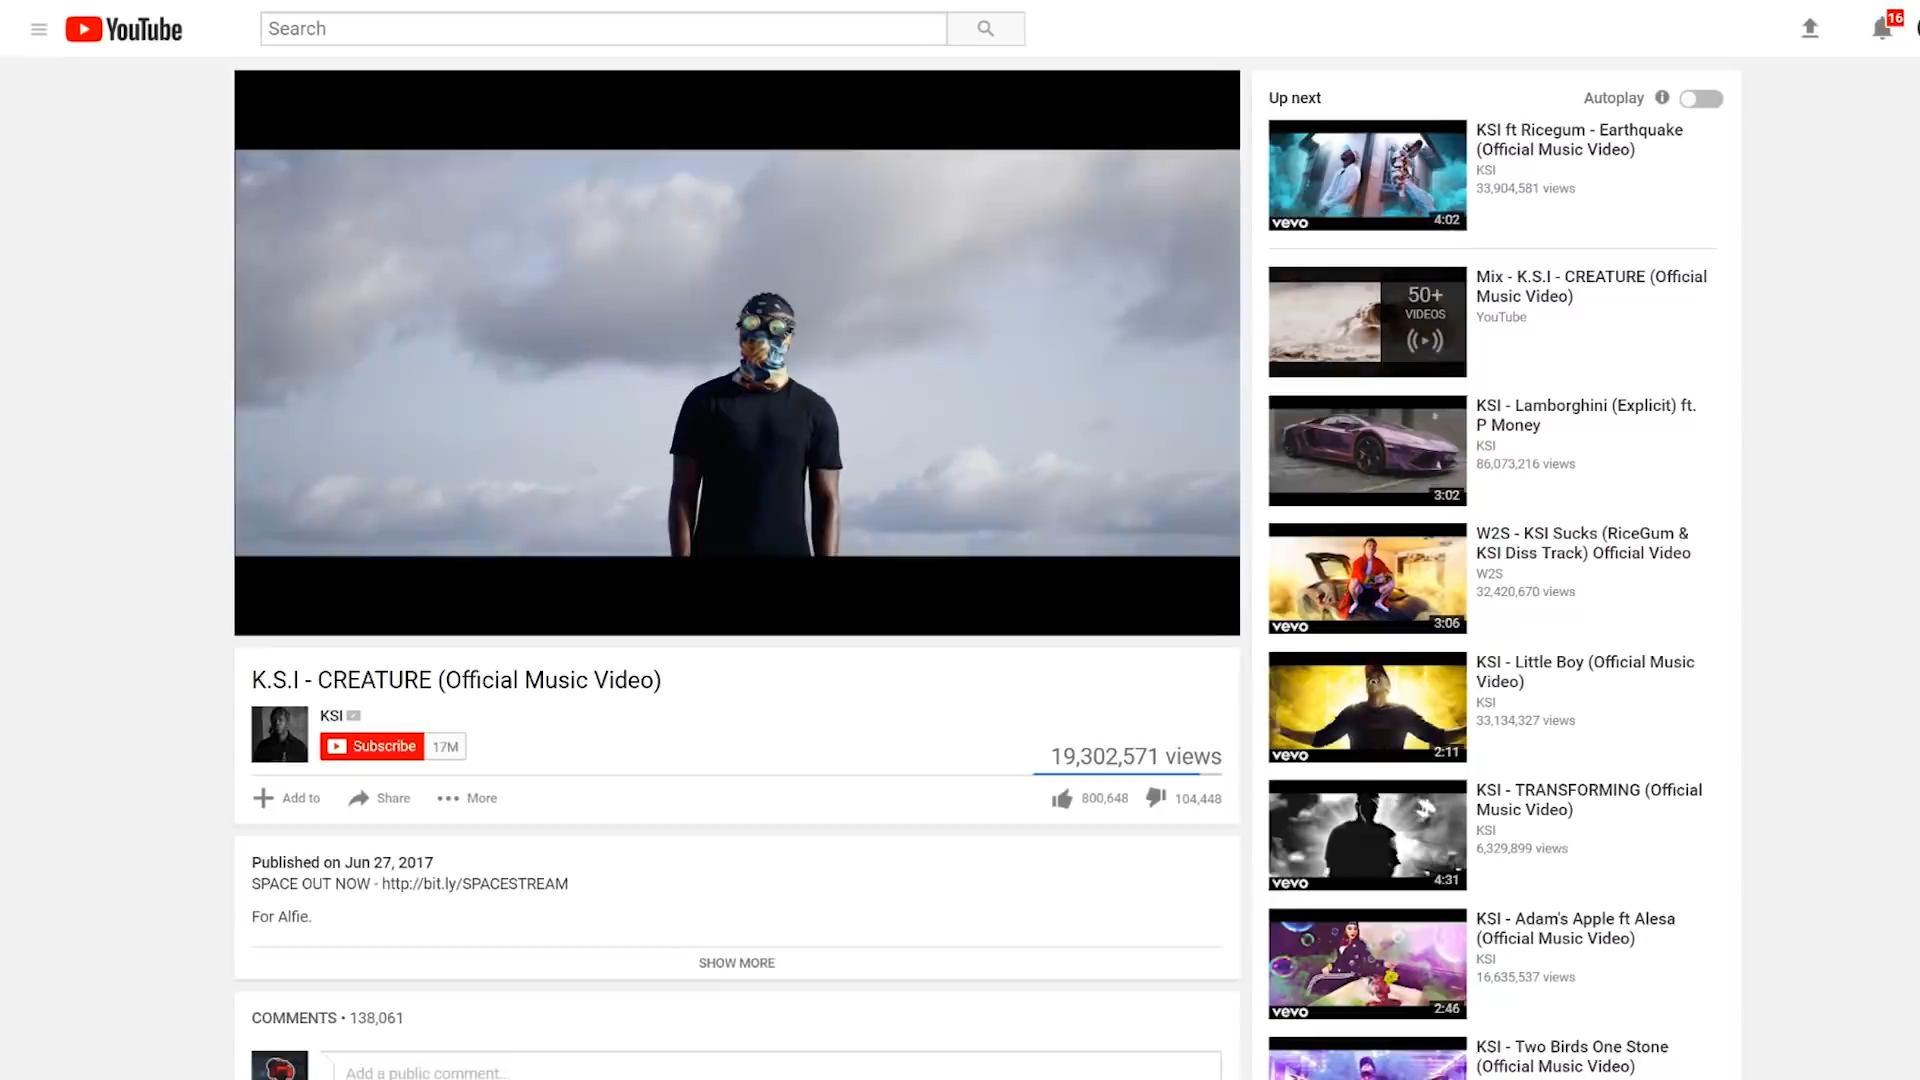 YouTube
Search
16
Up next
Autoplay
KSI ft Ricegum - Earthquake
(Official Music Video)
KSI
33,904,581 views
vevo
4:02
50+
VIDEOS
Mix - K.S.I - CREATURE (Official
Music Video)
YouTube
KSI - Lamborghini (Explicit) ft.
P Money
KSI
86,073,216 views
3:02
W2S - KSI Sucks (RiceGum &
KSI Diss Track) Official Video
W2S
32,420,670 views
vevo
3:06
KSI - Little Boy (Official Music
Video)
KSI
33,134,327 views
vevo
2:11
KSI - TRANSFORMING (Official
Music Video)
KSI
6,329,899 views
vevo
4:31
KSI - Adam's Apple ft Alesa
(Official Music Video)
KSI
16,635,537 views
vevo
2:46
KSI - Two Birds One Stone
(Official Music Video)
K.S.I - CREATURE (Official Music Video)
KSI
Subscribe
17M
19,302,571 views
Add to
Share
More
800,648
104,448
Published on Jun 27, 2017
SPACE OUT NOW - http://bit.ly/SPACESTREAM
For Alfie.
SHOW MORE
COMMENTS • 138,061
Add a public comment...